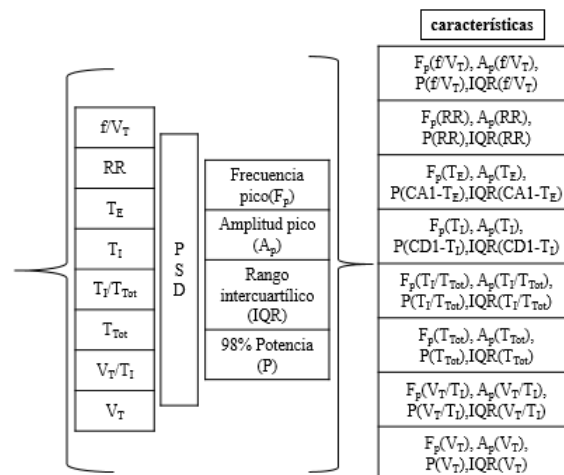 características
f/V_T
RR
T_E
T_I
T_I/T_Tot
T_Tot
V_T/T_I
V_T
P
S
D
Frecuencia
pico(F_p)
Amplitud pico
(A_p)
Rango
intercuartílico
(IQR)
98% Potencia
(P)
F_p(f/V_T), A_p(f/V_T),
P(f/V_T),IQR(f/V_T)
F_p(RR), A_p(RR),
P(RR),IQR(RR)
F_p(T_E), A_p(T_E),
P(CA1-T_E),IQR(CA1-T_E)
F_p(T_I), A_p(T_I),
P(CD1-T_I),IQR(CD1-T_I)
F_p(T_I/T_Tot), A_p(T_I/T_Tot),
P(T_I/T_Tot),IQR(T_I/T_Tot)
F_p(T_Tot), A_p(T_Tot),
P(T_Tot),IQR(T_Tot)
F_p(V_T/T_I), A_p(V_T/T_I),
P(V_T/T_I),IQR(V_T/T_I)
F_p(V_T), A_p(V_T),
P(V_T),IQR(V_T)